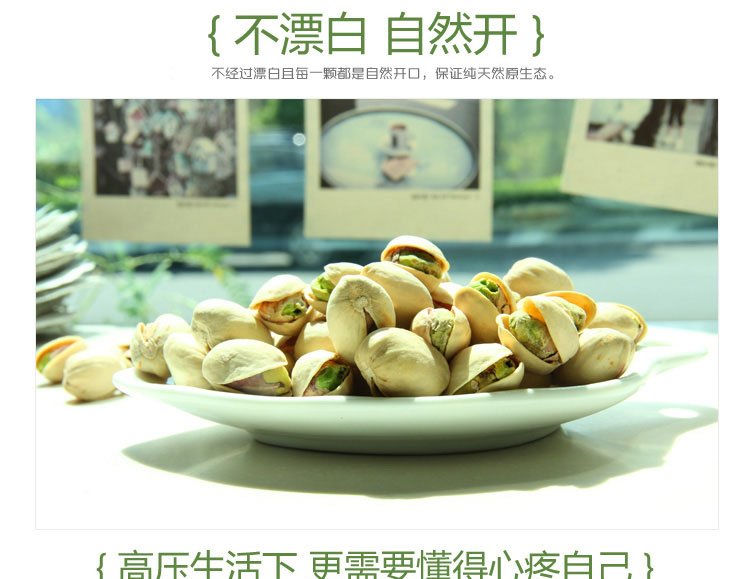 { 不漂白 自然开 }
不经过漂白且每一颗都是自然开口，保证纯天然原生态。
{ 高压生活下 更需要懂得心疼自己 }